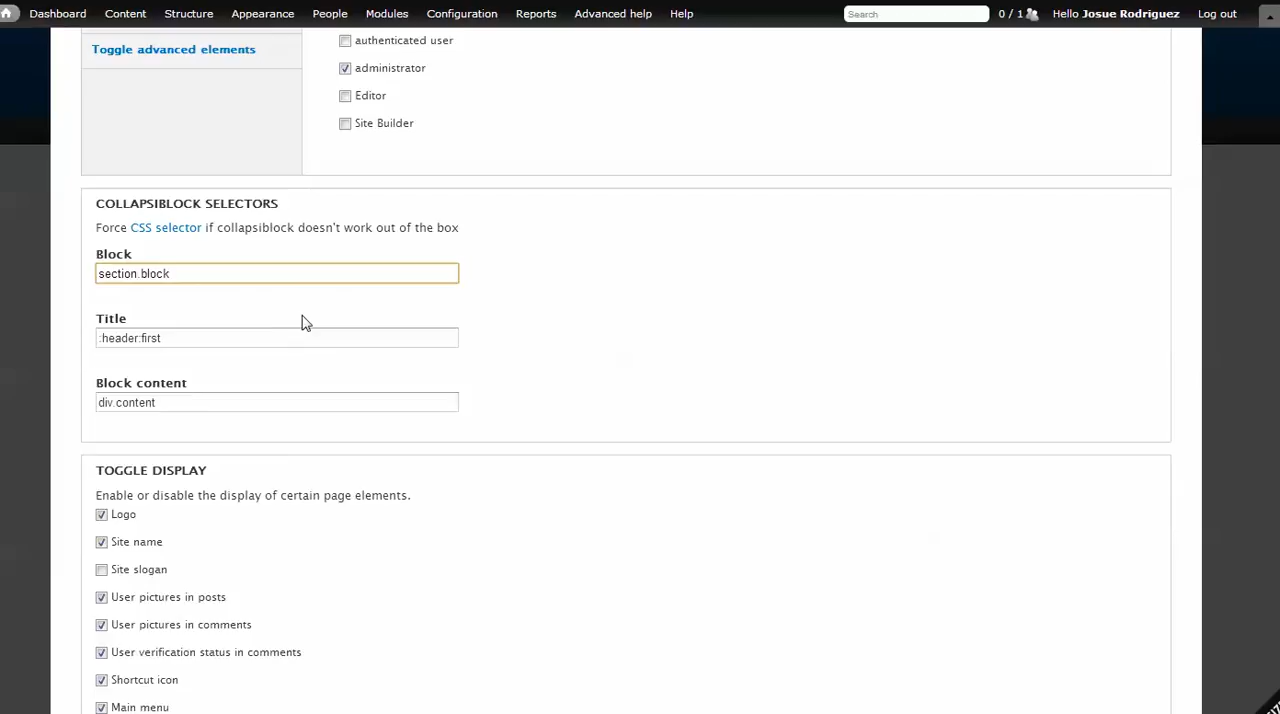 Dashboard Content Structure Appearance People Modules Configuration Reports Advanced help Help Search 0 / 1 Hello Josue Rodriguez Log out
authenticated user
Toggle advanced elements
administrator
Editor
Site Builder
COLLAPSIBLOCK SELECTORS
Force CSS selector if collapsiblock doesn't work out of the box
Block
section.block
Title
:header:first
Block content
div.content
TOGGLE DISPLAY
Enable or disable the display of certain page elements.
Logo
Site name
Site slogan
User pictures in posts
User pictures in comments
User verification status in comments
Shortcut icon
Main menu